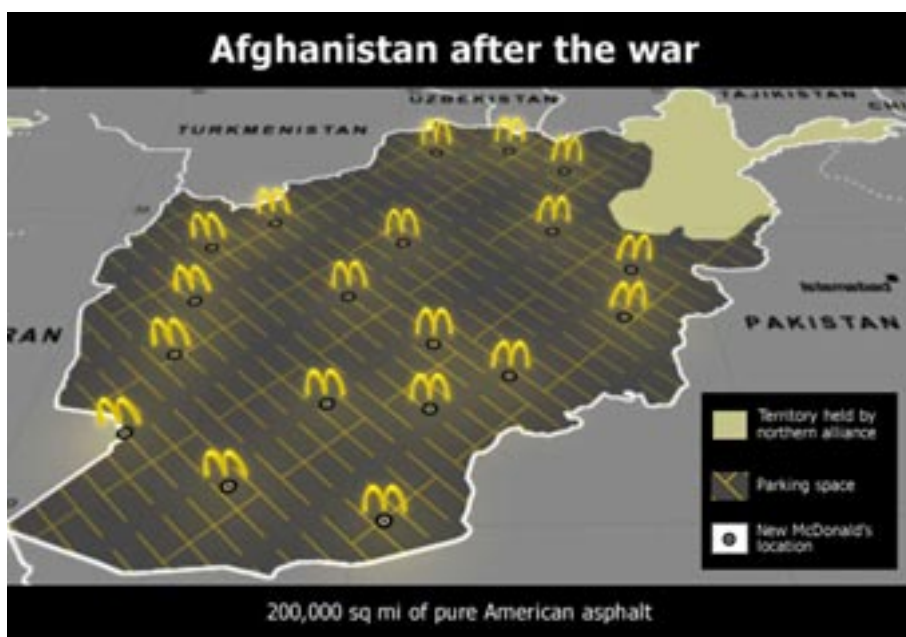 Afghanistan after the war
UZBEKISTAN
TAJIKISTAN
TURKMENISTAN
Islamabad
RAN
PAKISTAN
Territory held by
northern alliance
Parking space
New McDonald's
location
200,000 sq mi of pure American asphalt